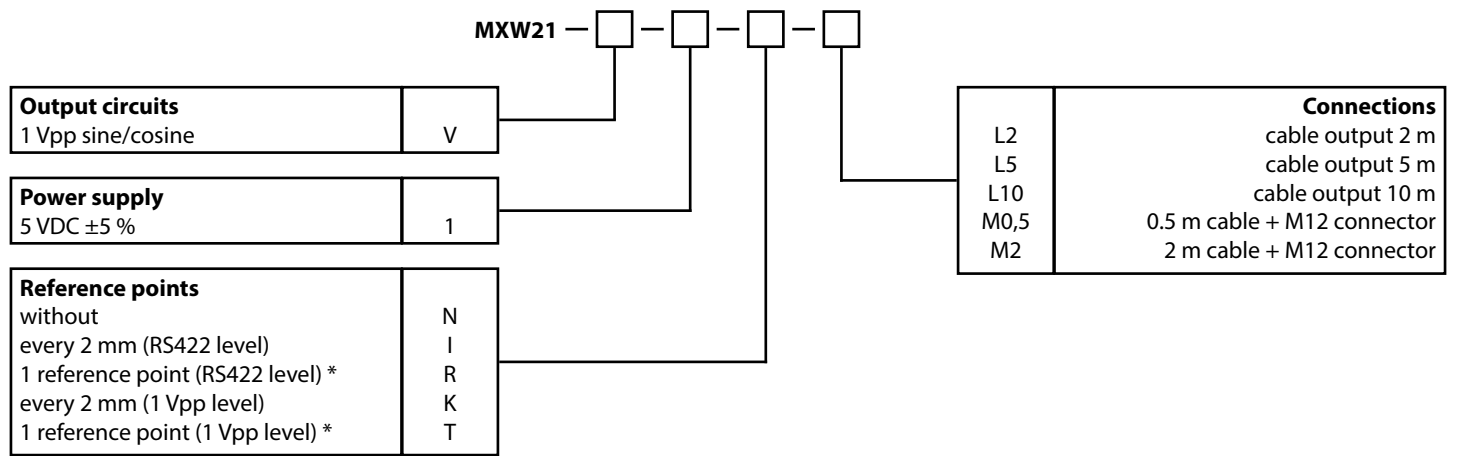 MXW21 — — — —
Output circuits
1 Vpp sine/cosine V
Power supply
5 VDC ±5 % 1
Reference points
without N
every 2 mm (RS422 level) I
1 reference point (RS422 level) * R
every 2 mm (1 Vpp level) K
1 reference point (1 Vpp level) * T
Connections
L2 cable output 2 m
L5 cable output 5 m
L10 cable output 10 m
M0,5 0.5 m cable + M12 connector
M2 2 m cable + M12 connector